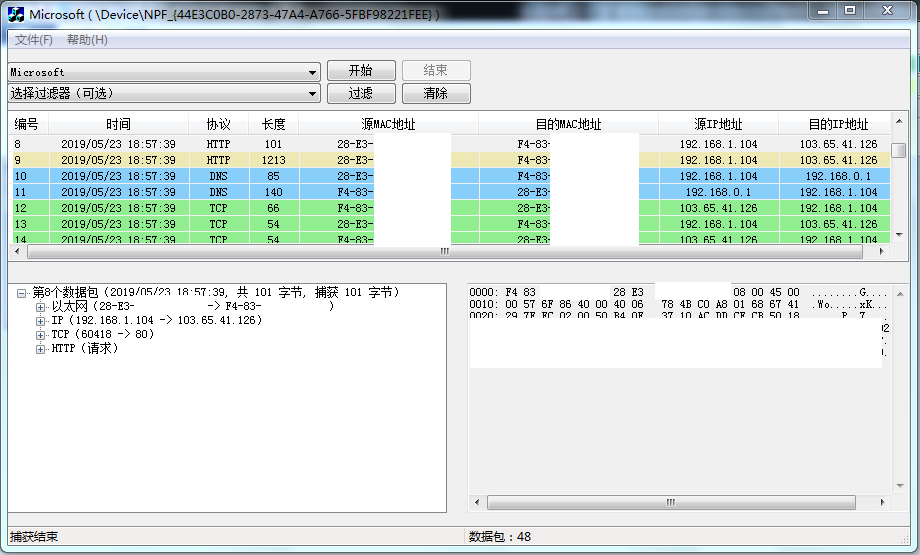 Microsoft ( \Device\NPF_{44E3C0B0-2873-47A4-A766-5FBF98221FEE} )
文件(F) 帮助(H)
Microsoft 开始 结束
选择过滤器（可选） 过滤 清除
编号 时间 协议 长度 源MAC地址 目的MAC地址 源IP地址 目的IP地址
8 2019/05/23 18:57:39 HTTP 101 28-E3- F4-83- 192.168.1.104 103.65.41.126
9 2019/05/23 18:57:39 HTTP 1213 28-E3- F4-83- 192.168.1.104 103.65.41.126
10 2019/05/23 18:57:39 DNS 85 28-E3- F4-83- 192.168.1.104 192.168.0.1
11 2019/05/23 18:57:39 DNS 140 F4-83- 28-E3- 192.168.0.1 192.168.1.104
12 2019/05/23 18:57:39 TCP 66 F4-83- 28-E3- 103.65.41.126 192.168.1.104
13 2019/05/23 18:57:39 TCP 54 28-E3- F4-83- 192.168.1.104 103.65.41.126
14 2019/05/23 18:57:39 TCP 54 F4-83- 28-E3- 103.65.41.126 192.168.1.104
第8个数据包（2019/05/23 18:57:39, 共 101 字节, 捕获 101 字节）
以太网（28-E3- -> F4-83- ）
IP（192.168.1.104 -> 103.65.41.126）
TCP（60418 -> 80）
HTTP（请求）
0000: F4 83 28 E3 08 00 45 00 ........G....
0010: 00 57 6F 86 40 00 40 06 78 4B C0 A8 01 68 67 41 .Wo.....xK...
捕获结束 数据包：48